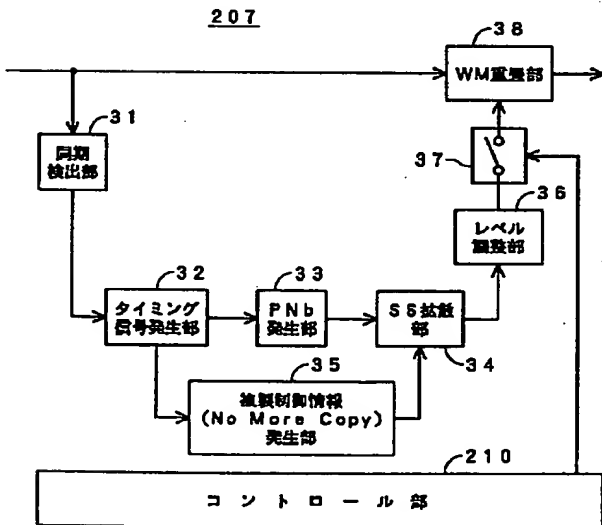 207
38
WM重畳部
31
同期
検出部
37
36
レベル
調整部
32
タイミング
信号発生部
33
PNb
発生部
SS拡散
部
34
35
複製制御情報
(No More Copy)
発生部
210
コントロール部